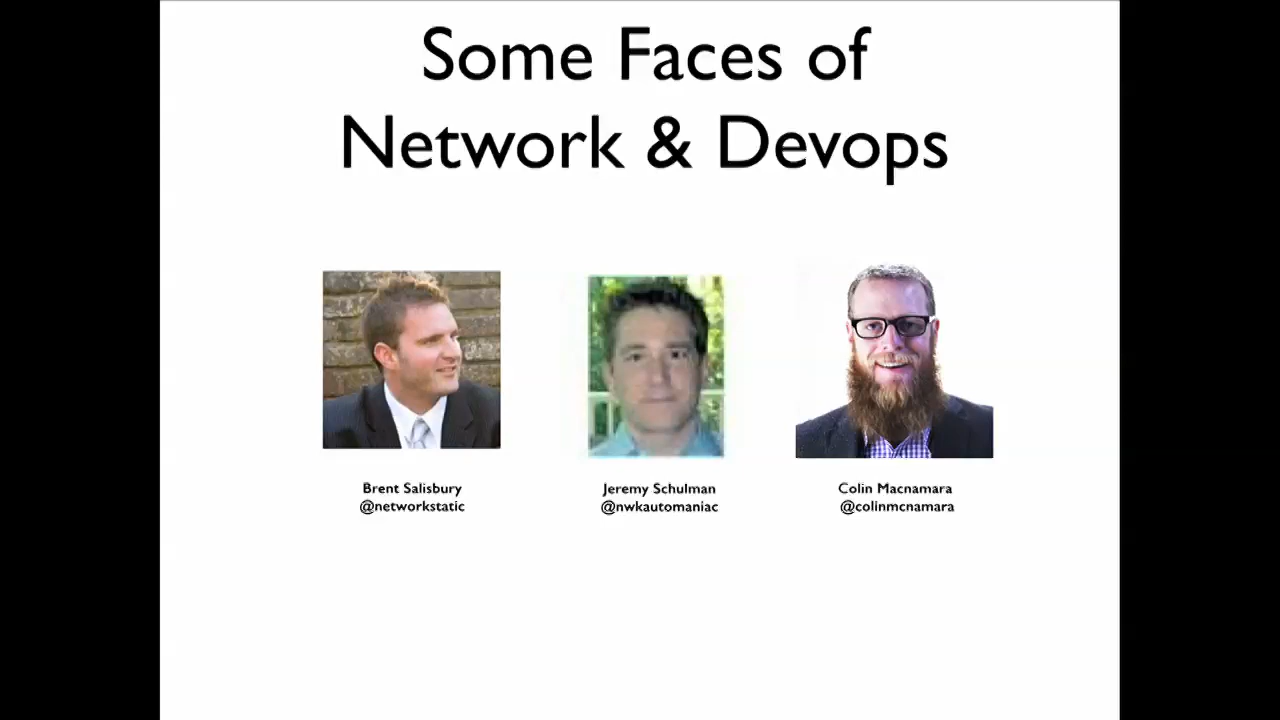 Some Faces of
Network & Devops
Brent Salisbury
@networkstatic
Jeremy Schulman
@nwkautomaniac
Colin Macnamara
@colinmcnamara